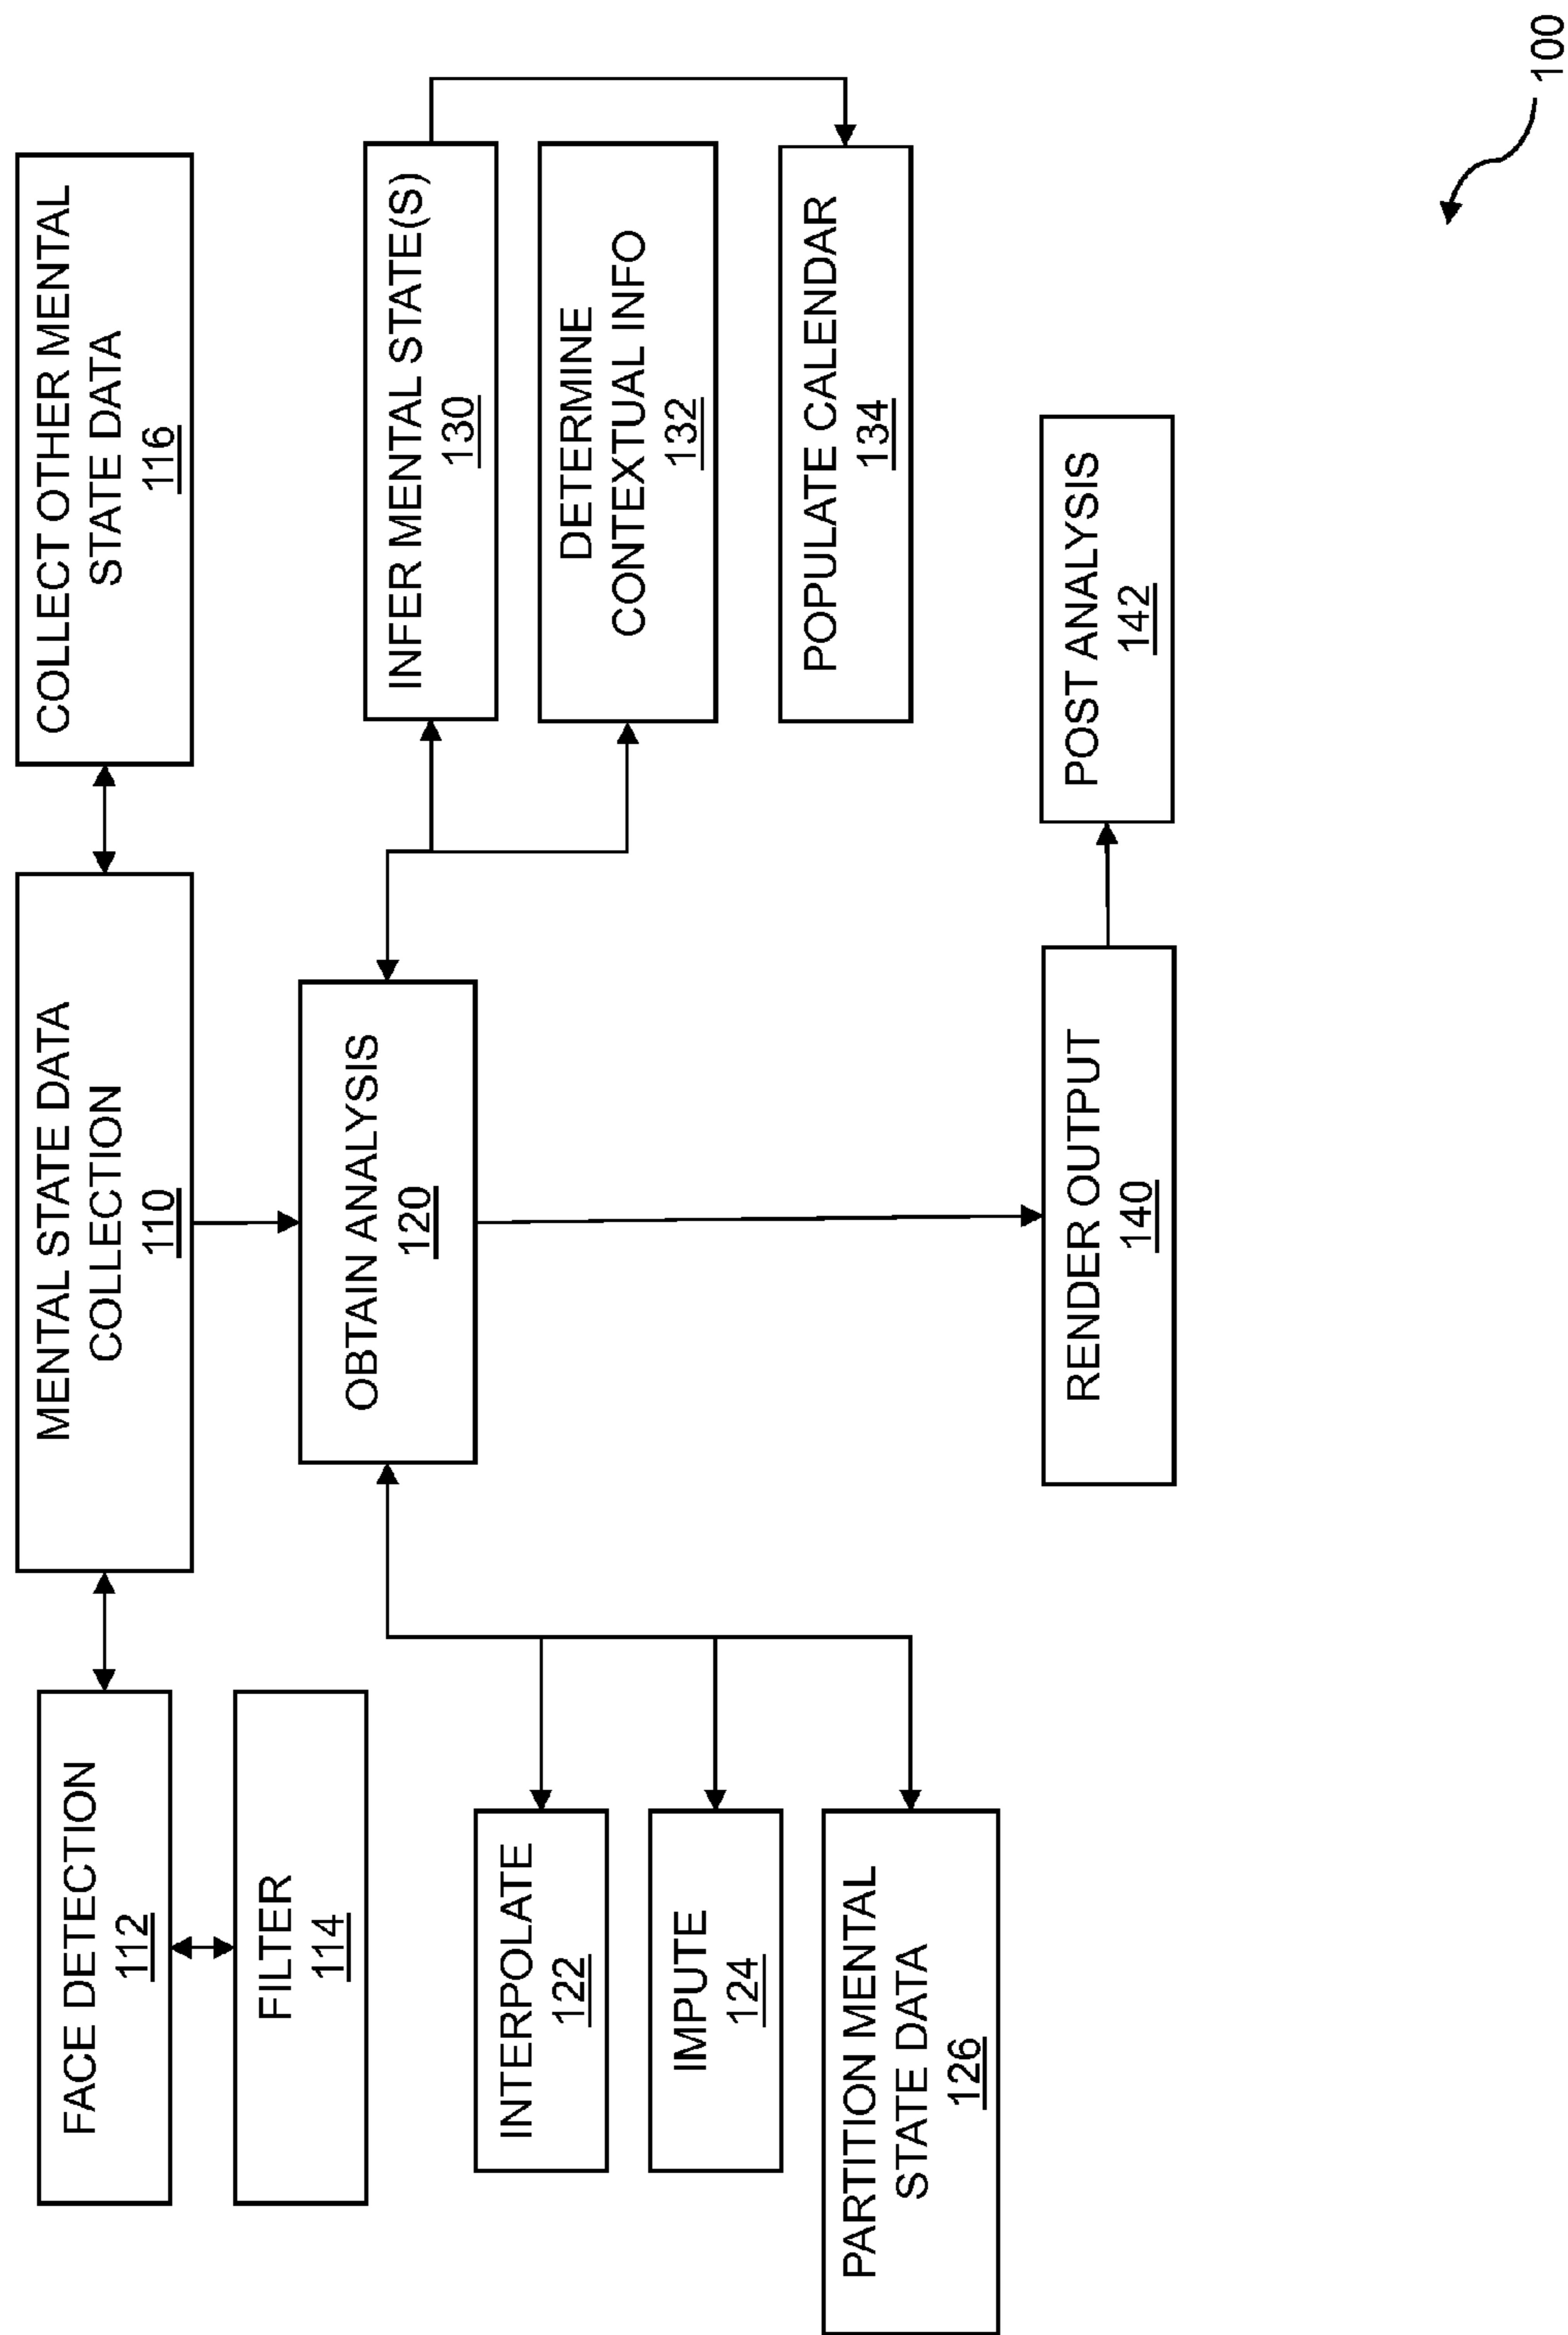 FACE DETECTION
112
FILTER
114
MENTAL STATE DATA
COLLECTION
110
COLLECT OTHER MENTAL
STATE DATA
116
OBTAIN ANALYSIS
120
INTERPOLATE
122
IMPUTE
124
PARTITION MENTAL
STATE DATA
126
INFER MENTAL STATE(S)
130
DETERMINE
CONTEXTUAL INFO
132
POPULATE CALENDAR
134
RENDER OUTPUT
140
POST ANALYSIS
142
100